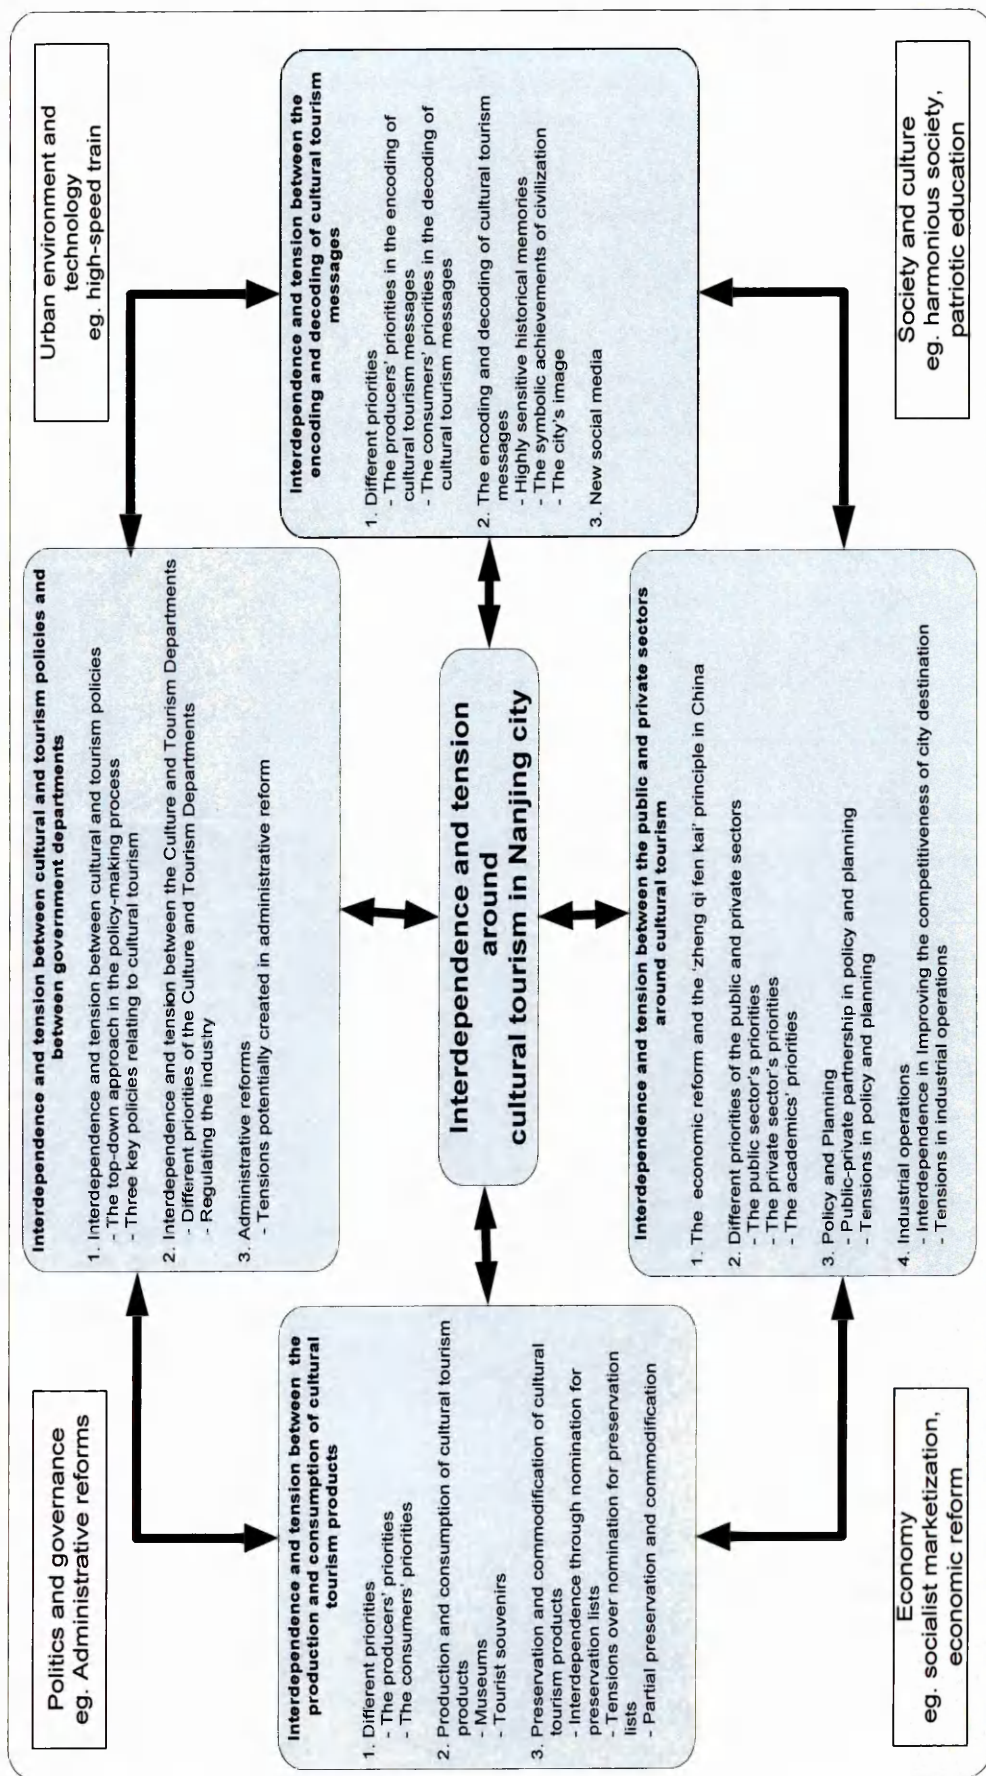 Politics and governance
eg. Administrative reforms
Urban environment and
technology
eg. high-speed train
Interdependence and tension between cultural and tourism policies and
between government departments
1. Interdependence and tension between cultural and tourism policies
- The top-down approach in the policy-making process
- Three key policies relating to cultural tourism
2. Interdependence and tension between the Culture and Tourism Departments
- Different priorities of the Culture and Tourism Departments
- Regulating the industry
3. Administrative reforms
- Tensions potentially created in administrative reform
Interdependence and tension between the
production and consumption of cultural
tourism products
1. Different priorities
- The producers' priorities
- The consumers' priorities
2. Production and consumption of cultural tourism
products
- Museums
- Tourist souvenirs
3. Preservation and commodification of cultural
tourism products
- Interdependence through nomination for
preservation lists
- Tensions over nomination for preservation
lists
- Partial preservation and commodification
Interdependence and tension
around
cultural tourism in Nanjing city
Interdependence and tension between the
encoding and decoding of cultural tourism
messages
1. Different priorities
- The producers' priorities in the encoding of
cultural tourism messages
- The consumers' priorities in the decoding of
cultural tourism messages
2. The encoding and decoding of cultural tourism
messages
- Highly sensitive historical memories
- The symbolic achievements of civilization
- The city's image
3. New social media
Interdependence and tension between the public and private sectors
around cultural tourism
1. The economic reform and the 'zheng qi fen kai' principle in China
2. Different priorities of the public and private sectors
- The public sector's priorities
- The private sector's priorities
- The academics' priorities
3. Policy and Planning
- Public-private partnership in policy and planning
- Tensions in policy and planning
4. Industrial operations
- Interdependence in Improving the competitiveness of city destination
- Tensions in industrial operations
Economy
eg. socialist marketization,
economic reform
Society and culture
eg. harmonious society,
patriotic education